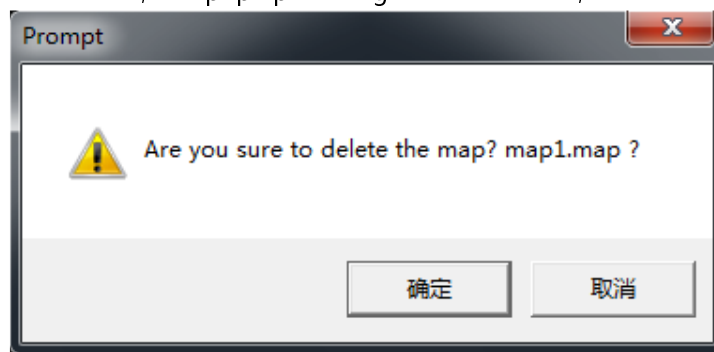 Prompt
Are you sure to delete the map? map1.map ?
确定
取消